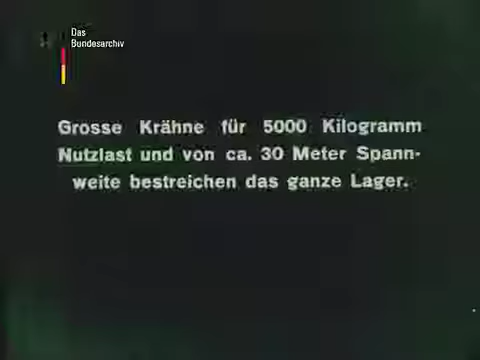 Das
Bundesarchiv
Grosse Krähne für 5000 Kilogramm
Nutzlast und von ca. 30 Meter Spann-
weite bestreichen das ganze Lager.